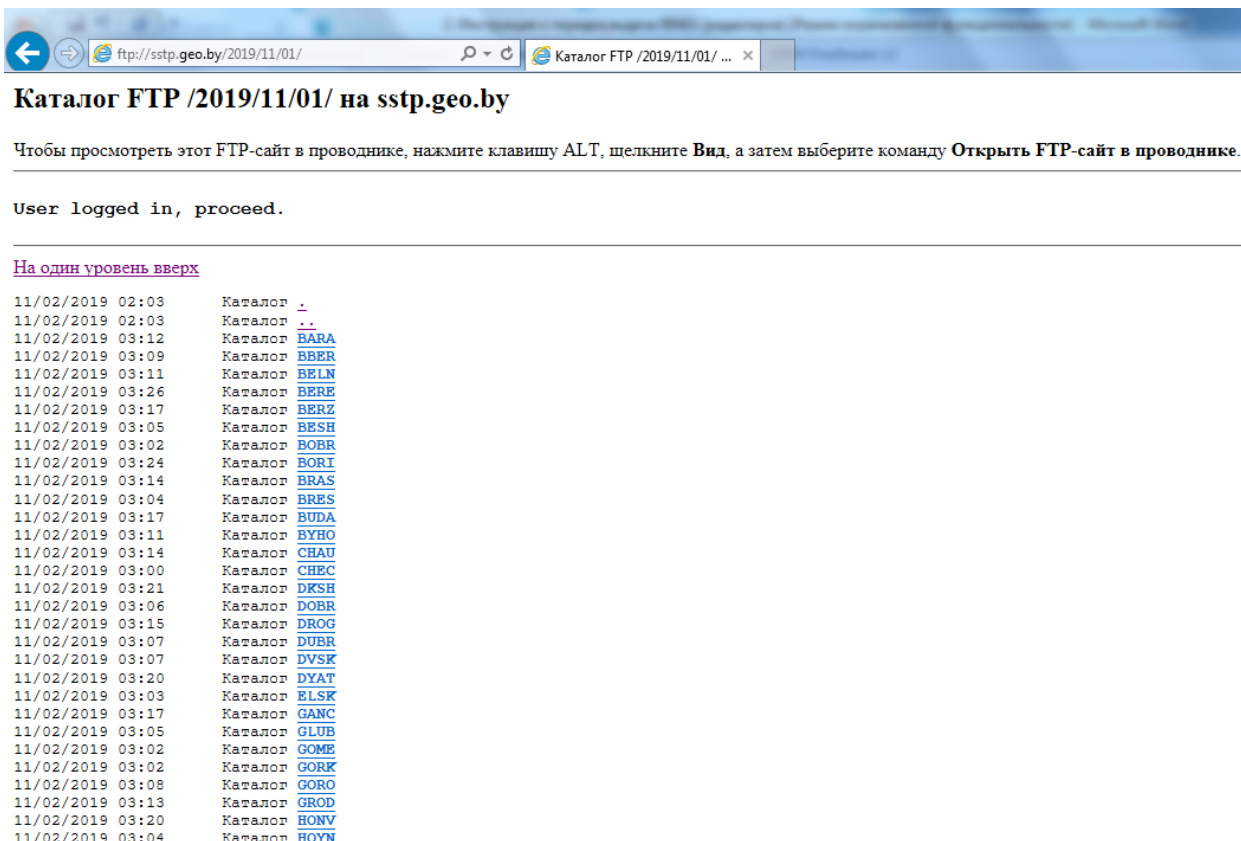 ftp://sstp.geo.by/2019/11/01/
Каталог FTP /2019/11/01/ ...
Каталог FTP /2019/11/01/ на sstp.geo.by
Чтобы просмотреть этот FTP-сайт в проводнике, нажмите клавишу ALT, щелкните Вид, а затем выберите команду Открыть FTP-сайт в проводнике.
User logged in, proceed.
На один уровень вверх
11/02/2019 02:03 Каталог .
11/02/2019 02:03 Каталог ..
11/02/2019 03:12 Каталог BARA
11/02/2019 03:09 Каталог BBER
11/02/2019 03:11 Каталог BELN
11/02/2019 03:26 Каталог BERE
11/02/2019 03:17 Каталог BERZ
11/02/2019 03:05 Каталог BESH
11/02/2019 03:02 Каталог BOBR
11/02/2019 03:24 Каталог BORI
11/02/2019 03:14 Каталог BRAS
11/02/2019 03:04 Каталог BRES
11/02/2019 03:17 Каталог BUDA
11/02/2019 03:11 Каталог BYHO
11/02/2019 03:14 Каталог CHAU
11/02/2019 03:00 Каталог CHEC
11/02/2019 03:21 Каталог DKSH
11/02/2019 03:06 Каталог DOBR
11/02/2019 03:15 Каталог DROG
11/02/2019 03:07 Каталог DUBR
11/02/2019 03:07 Каталог DVSK
11/02/2019 03:20 Каталог DYAT
11/02/2019 03:03 Каталог ELSK
11/02/2019 03:17 Каталог GANC
11/02/2019 03:05 Каталог GLUB
11/02/2019 03:02 Каталог GOME
11/02/2019 03:02 Каталог GORK
11/02/2019 03:08 Каталог GORO
11/02/2019 03:13 Каталог GROD
11/02/2019 03:20 Каталог HONV
11/02/2019 03:04 Каталог HOYN